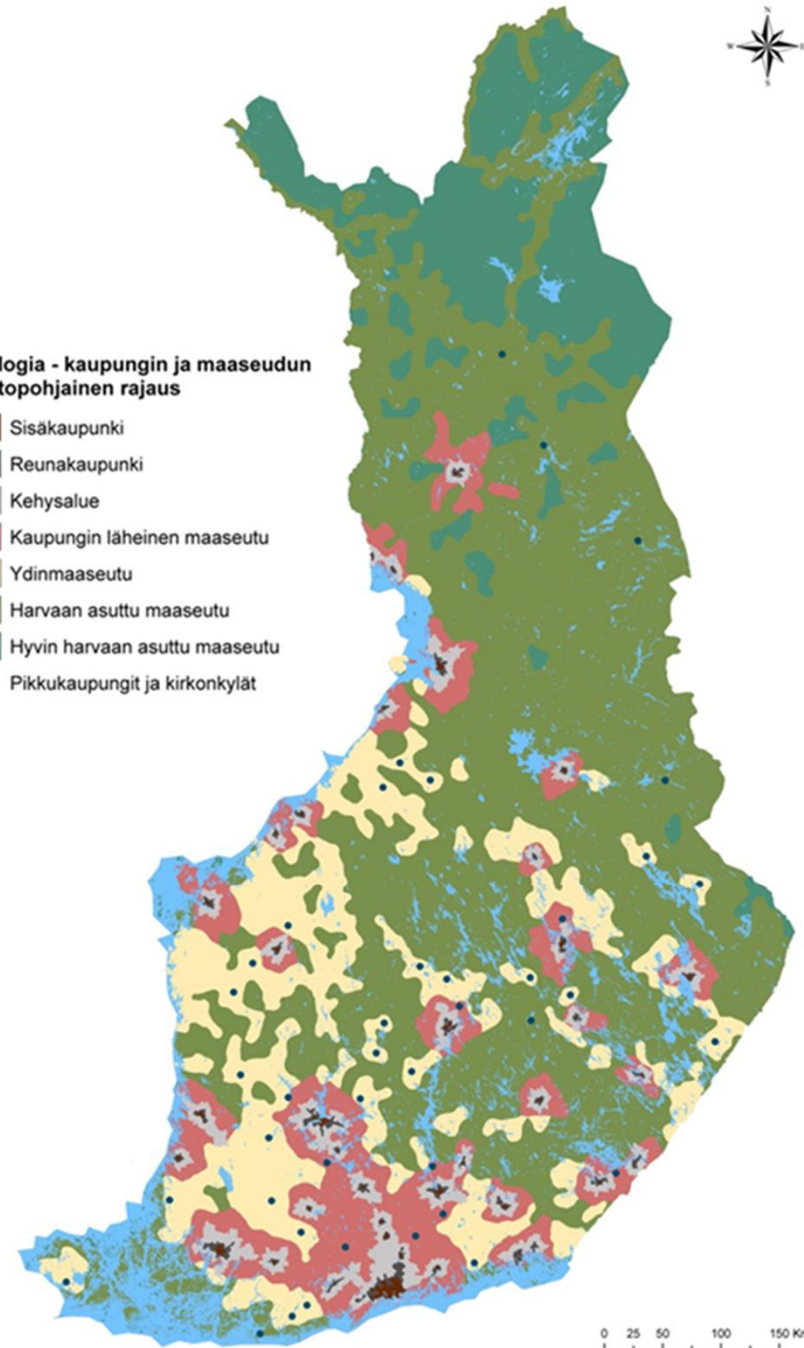 N
W
S
logia - kaupungin ja maaseudun
topohjainen rajaus
Sisäkaupunki
Reunakaupunki
Kehysalue
Kaupungin läheinen maaseutu
Ydinmaaseutu
Harvaan asuttu maaseutu
Hyvin harvaan asuttu maaseutu
Pikkukaupungit ja kirkonkylät
0 25 50 100 150 Km